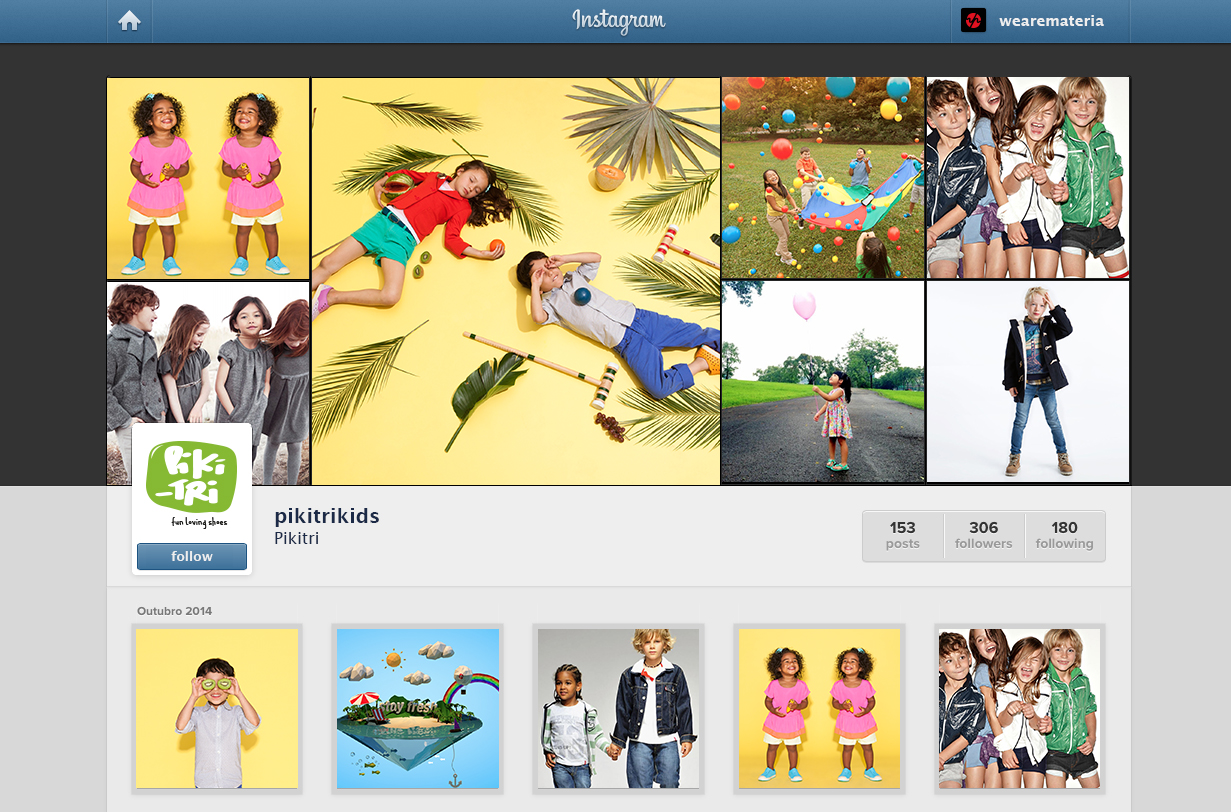 Instagram
wearemateria
Piki
-TRi
fun loving shoes
follow
pikitrikids
Pikitri
153
posts
306
followers
180
following
Outubro 2014
stay fresh